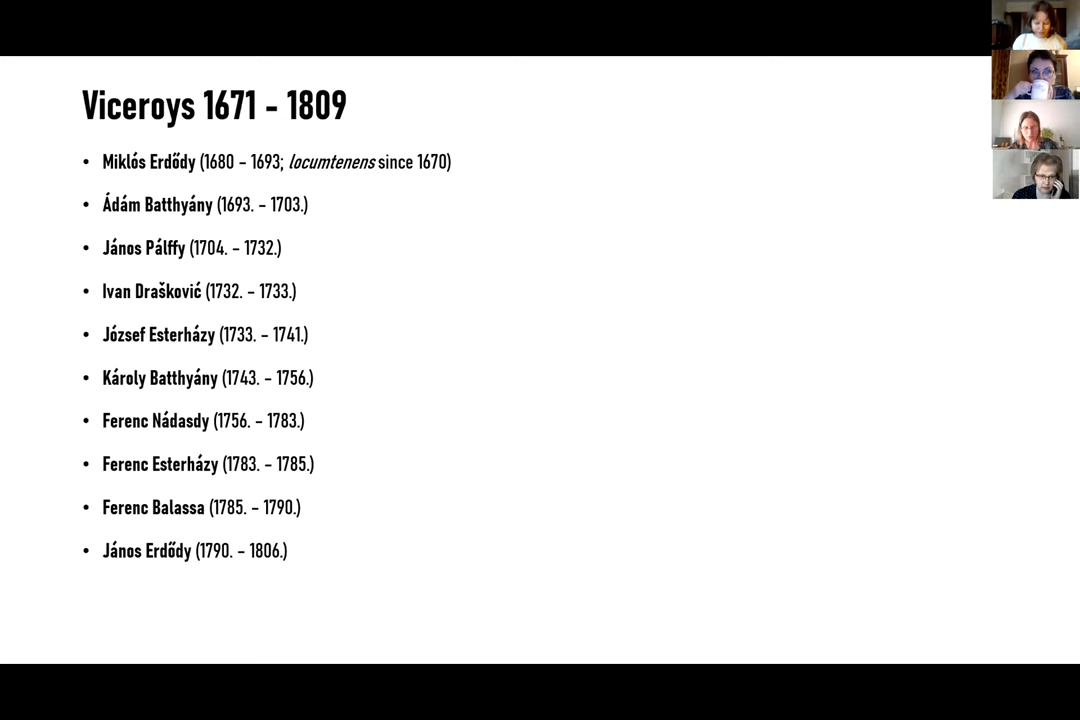 Viceroys 1671 – 1809
• Miklós Erdődy (1680 – 1693; locumtenens since 1670)
• Ádám Batthyány (1693. – 1703.)
• János Pálffy (1704. – 1732.)
• Ivan Drašković (1732. – 1733.)
• József Esterházy (1733. – 1741.)
• Károly Batthyány (1743. – 1756.)
• Ferenc Nádasdy (1756. – 1783.)
• Ferenc Esterházy (1783. – 1785.)
• Ferenc Balassa (1785. – 1790.)
• János Erdődy (1790. – 1806.)